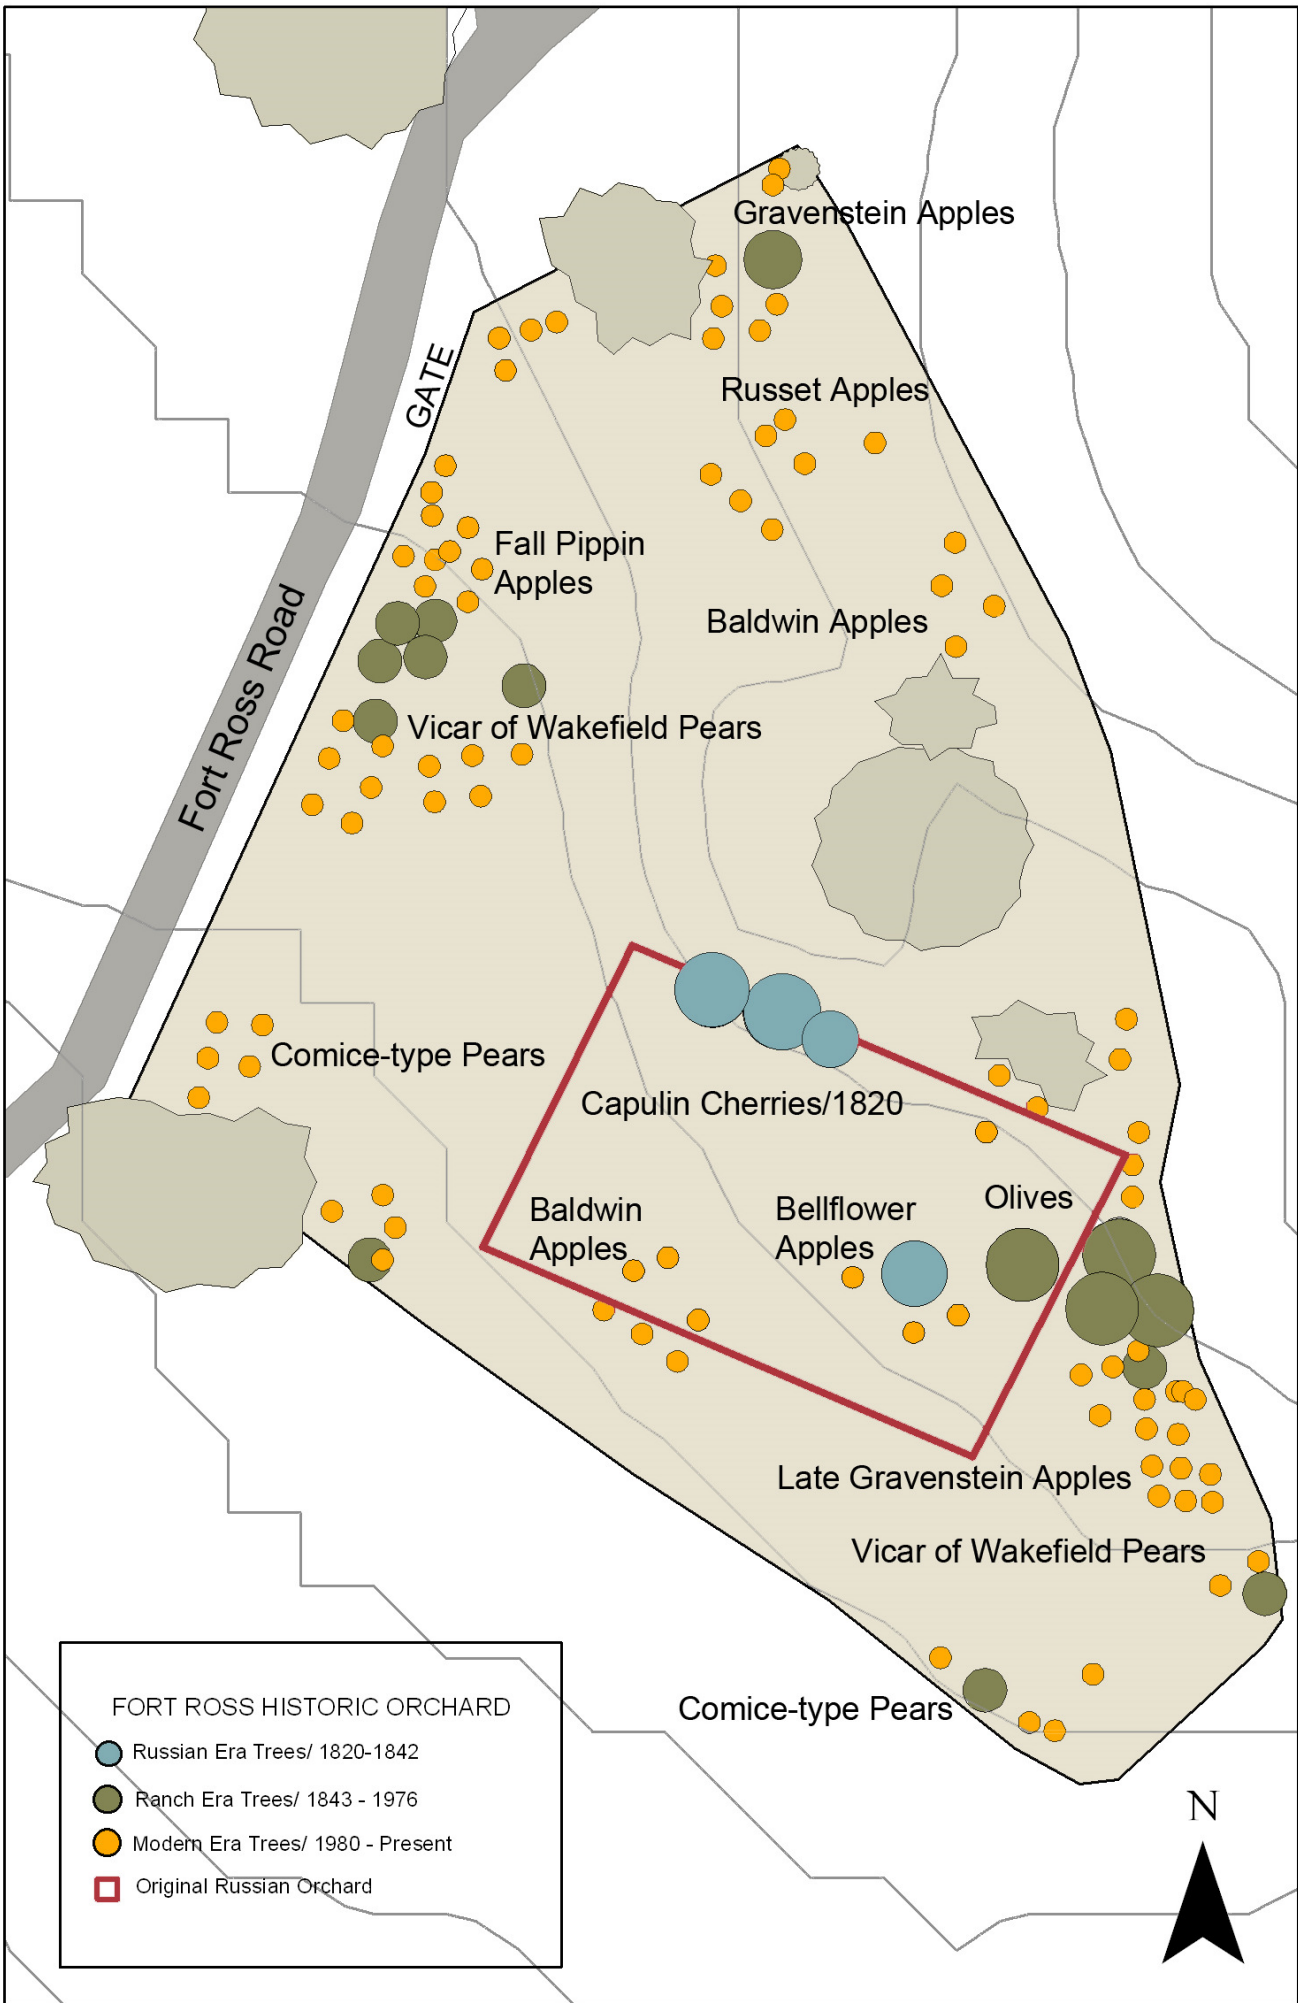 Gravenstein Apples
GATE
Russet Apples
Fall Pippin
Apples
Baldwin Apples
Fort Ross Road
Vicar of Wakefield Pears
Comice-type Pears
Capulin Cherries/1820
Baldwin
Apples
Bellflower
Apples
Olives
Late Gravenstein Apples
Vicar of Wakefield Pears
Comice-type Pears
FORT ROSS HISTORIC ORCHARD
Russian Era Trees/ 1820-1842
Ranch Era Trees/ 1843 - 1976
Modern Era Trees/ 1980 - Present
Original Russian Orchard
N